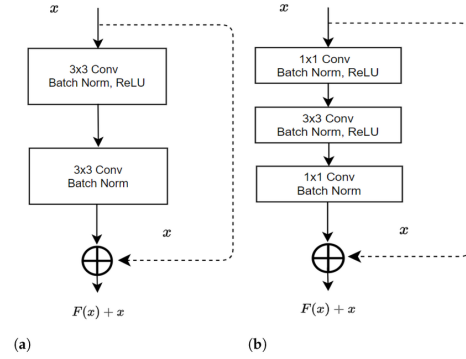 x
3x3 Conv
Batch Norm, ReLU
3x3 Conv
Batch Norm
x
F(x) + x
(a)
x
1x1 Conv
Batch Norm, ReLU
3x3 Conv
Batch Norm, ReLU
1x1 Conv
Batch Norm
x
F(x) + x
(b)